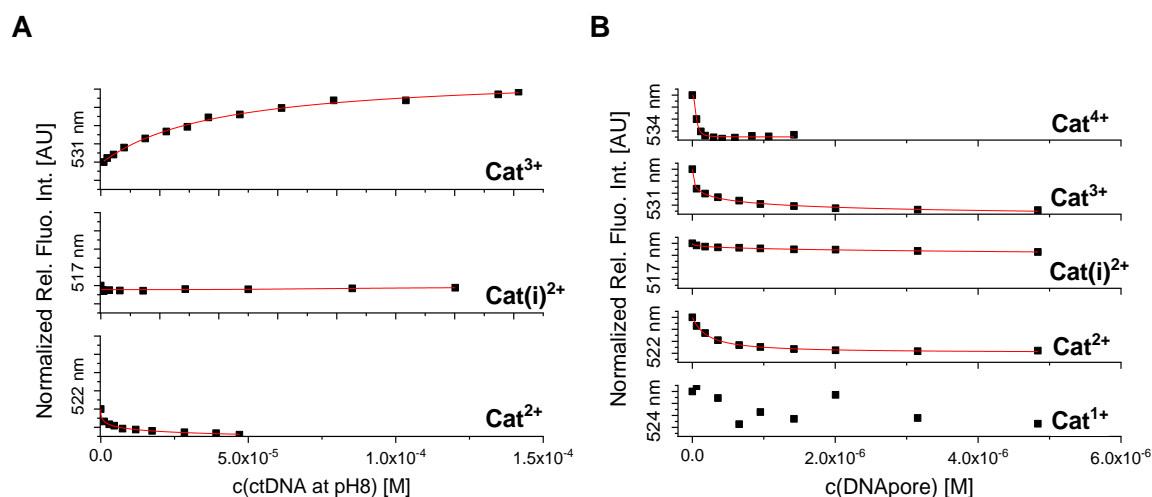 A
Normalized Rel. Fluo. Int. [AU]
531 nm
Cat³⁺
517 nm
Cat(i)²⁺
522 nm
Cat²⁺
0.0 5.0x10⁻⁵ 1.0x10⁻⁴ 1.5x10⁻⁴
c(ctDNA at pH8) [M]
B
Normalized Rel. Fluo. Int. [AU]
534 nm
Cat⁴⁺
531 nm
Cat³⁺
517 nm
Cat(i)²⁺
522 nm
Cat²⁺
524 nm
Cat¹⁺
0.0 2.0x10⁻⁶ 4.0x10⁻⁶ 6.0x10⁻⁶
c(DNApore) [M]